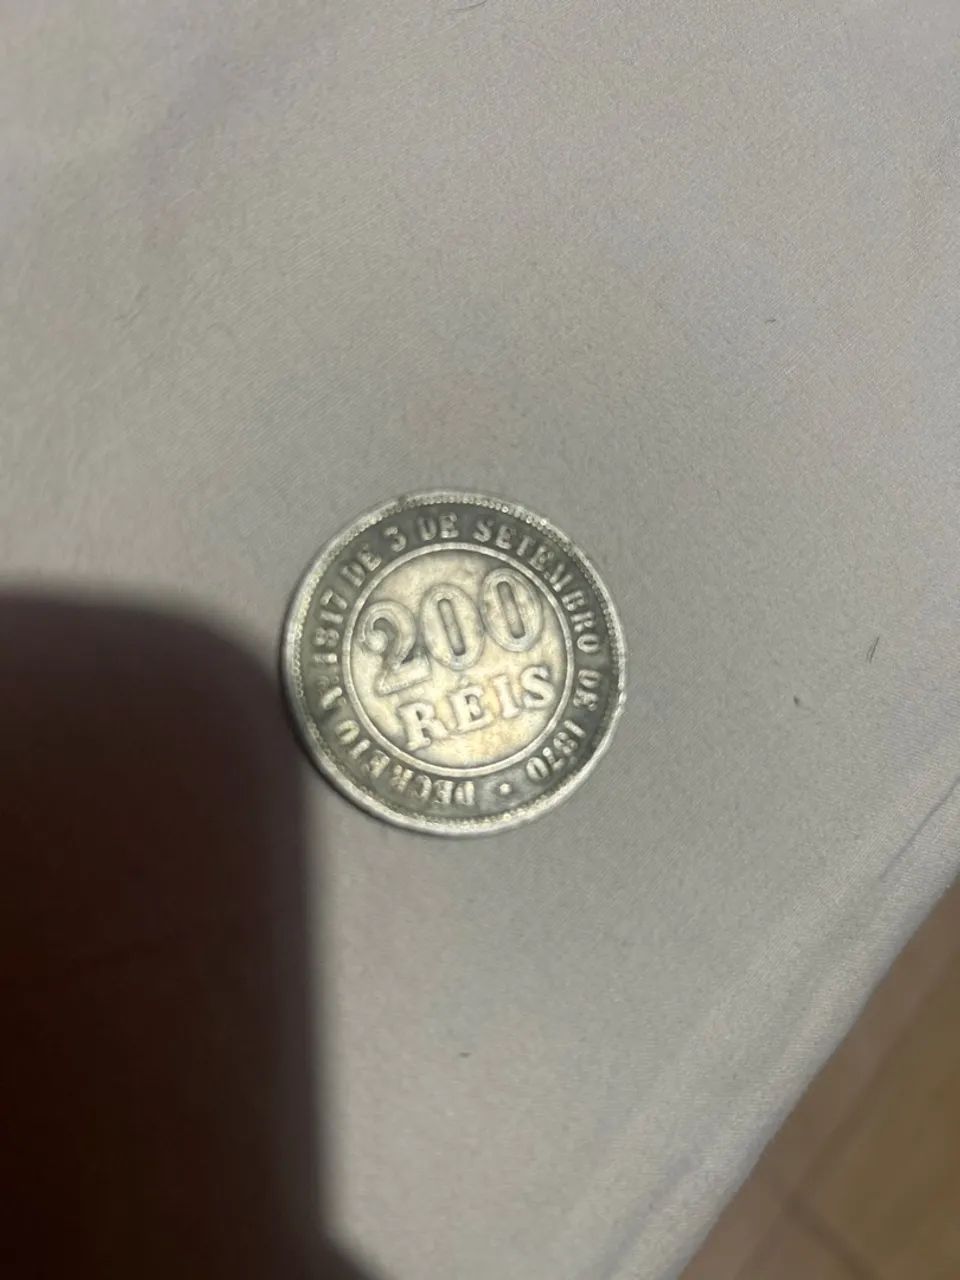 DECRETO Nº 1817 DE 3 DE SETEMBRO DE 1870
200
RÉIS